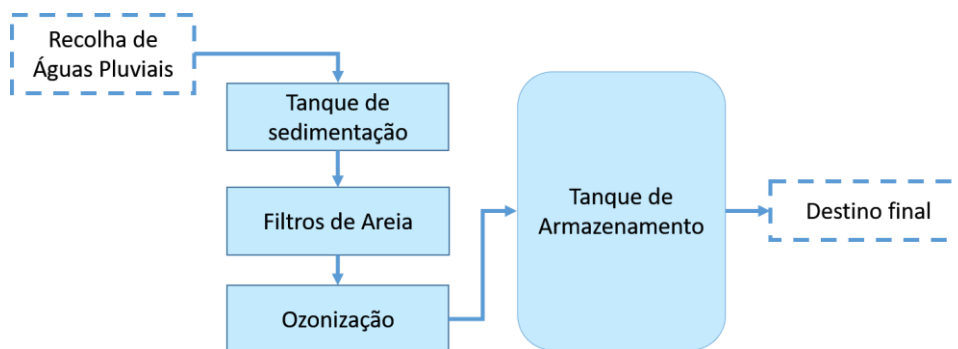 Recolha de
Águas Pluviais
Tanque de
sedimentação
Filtros de Areia
Ozonização
Tanque de
Armazenamento
Destino final